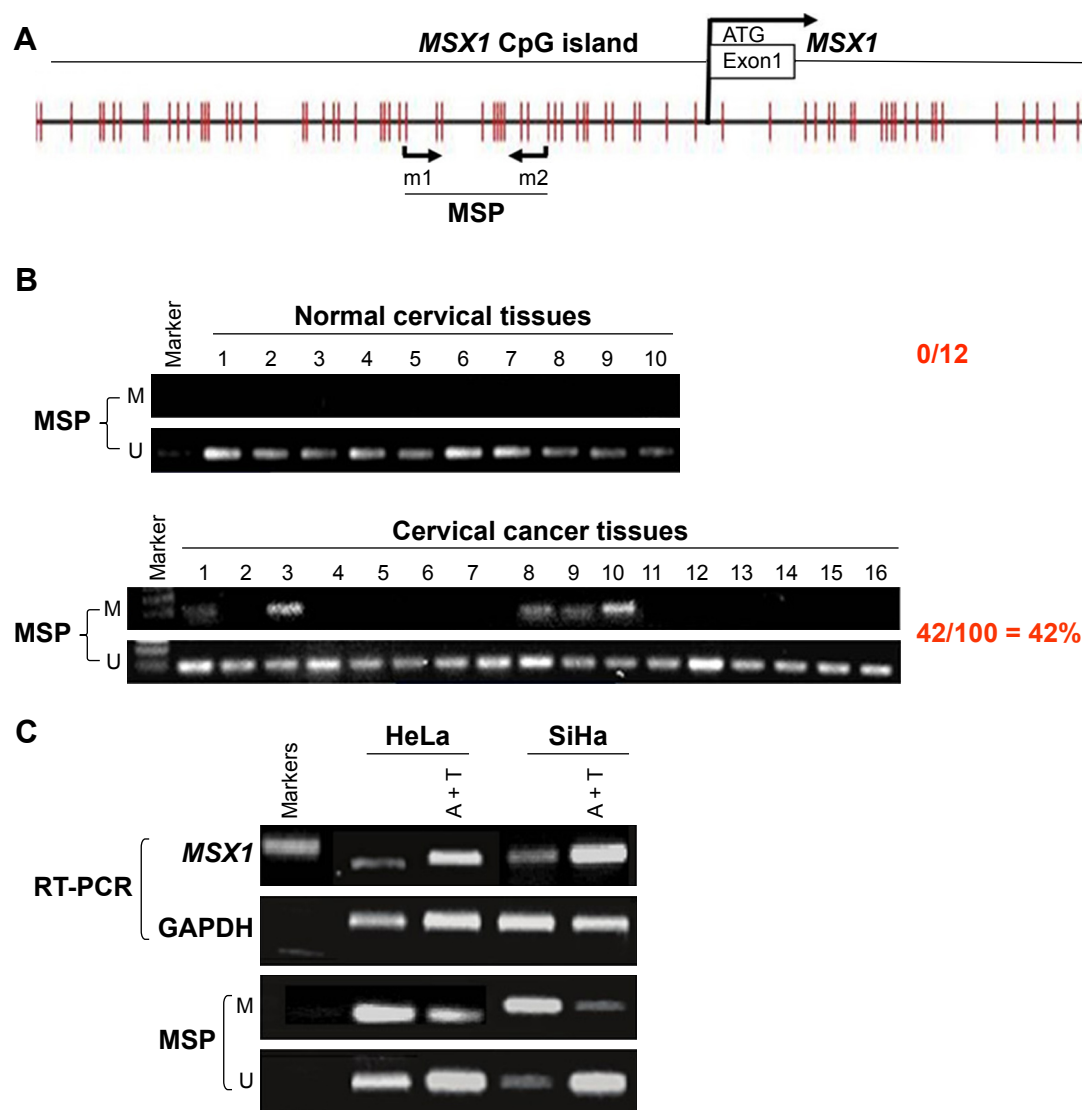 A
MSX1 CpG island
ATG
MSX1
Exon1
m1
m2
MSP
B
Marker
Normal cervical tissues
1 2 3 4 5 6 7 8 9 10
0/12
M
MSP
U
Marker
Cervical cancer tissues
1 2 3 4 5 6 7 8 9 10 11 12 13 14 15 16
M
MSP
42/100 = 42%
U
C
HeLa
SiHa
Markers
A + T
A + T
MSX1
RT-PCR
GAPDH
M
MSP
U